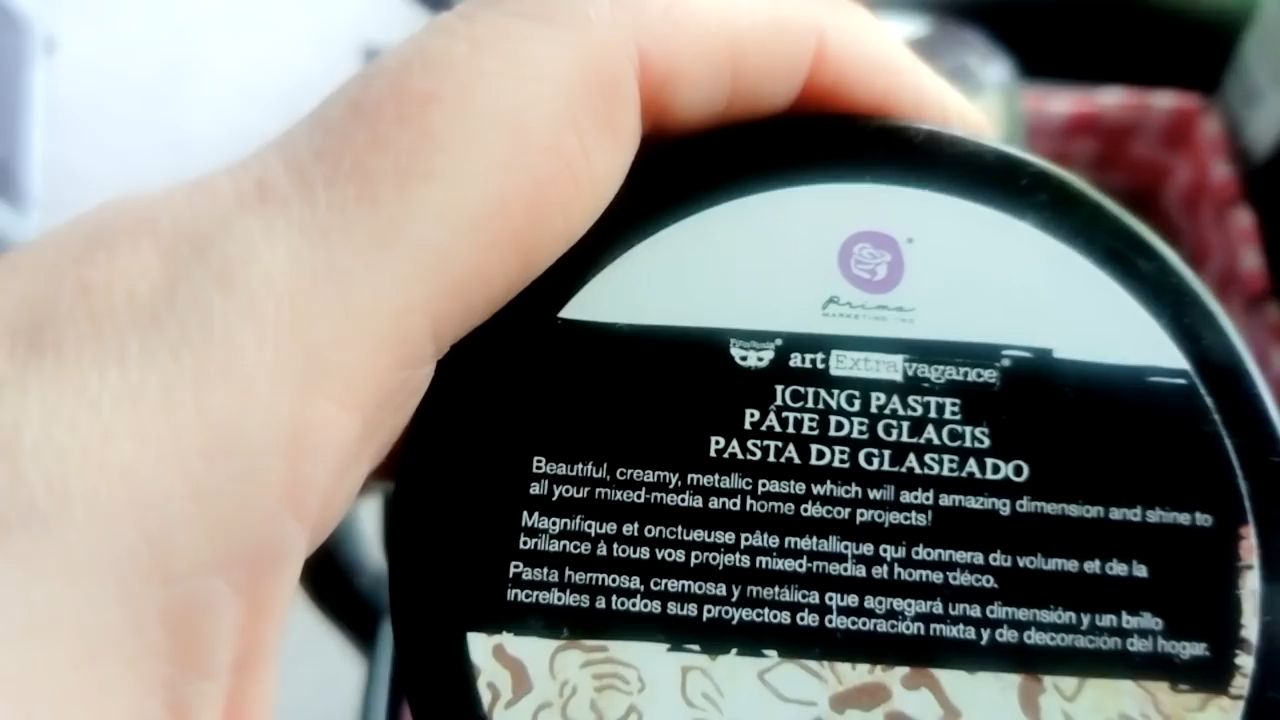 Prima
MARKETING INC
Finnabair®
art Extravagance®
ICING PASTE
PÂTE DE GLACIS
PASTA DE GLASEADO
Beautiful, creamy, metallic paste which will add amazing dimension and shine to
all your mixed-media and home décor projects!
Magnifique et onctueuse pâte métallique qui donnera du volume et de la
brillance à tous vos projets mixed-media et home déco.
Pasta hermosa, cremosa y metálica que agregará una dimensión y un brillo
increíbles a todos sus proyectos de decoración mixta y de decoración del hogar.